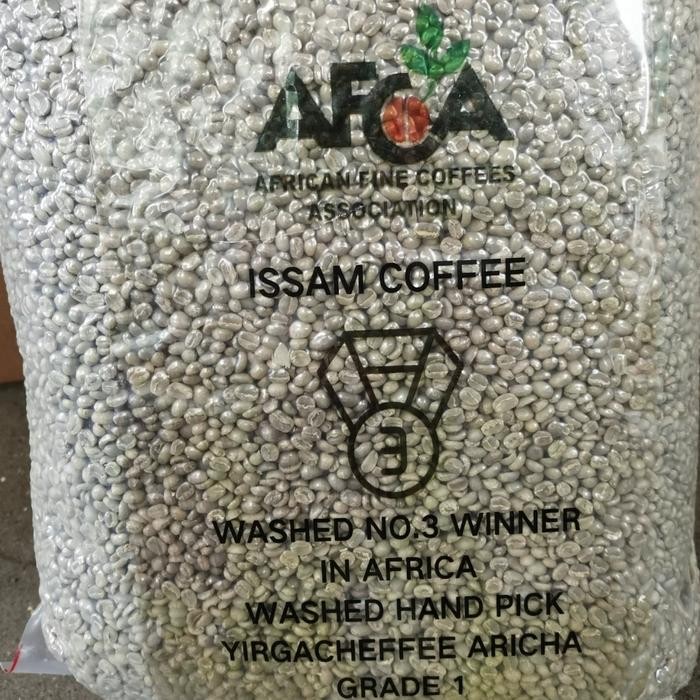 AFCA
AFRICAN FINE COFFEES
ASSOCIATION
ISSAM COFFEE
3
WASHED NO.3 WINNER
IN AFRICA
WASHED HAND PICK
YIRGACHEFFEE ARICHA
GRADE 1